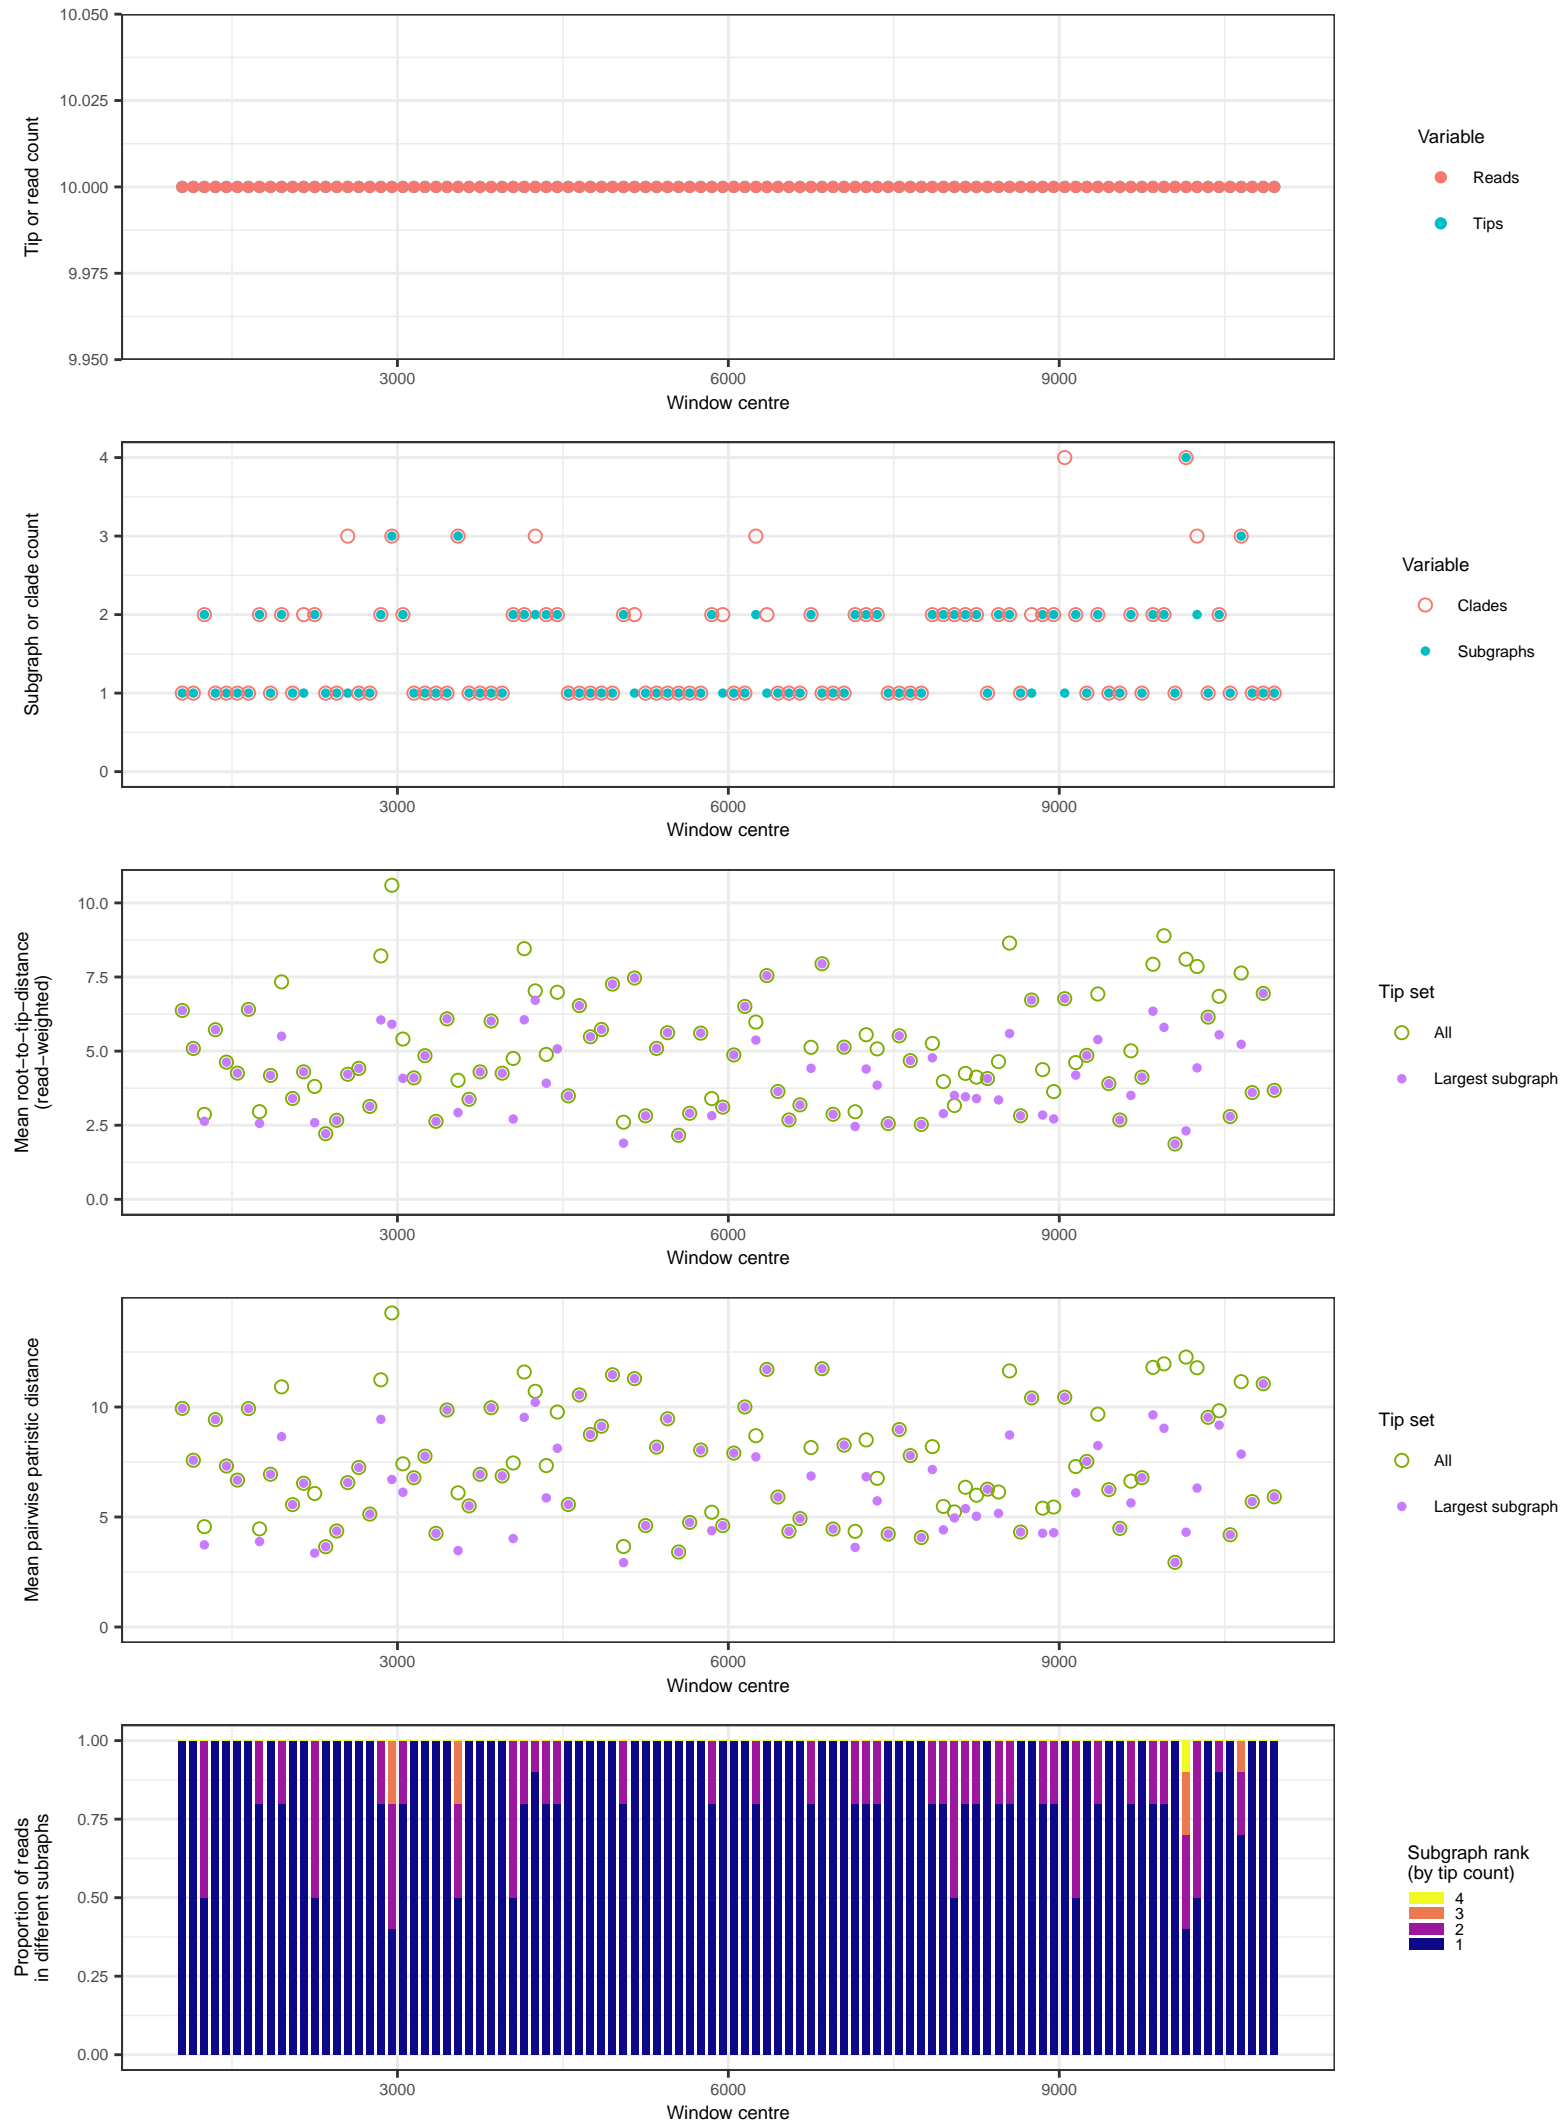 10.050
10.025
10.000
9.975
9.950
Tip or read count
3000 6000 9000
Window centre
Variable
Reads
Tips
4
3
2
1
0
Subgraph or clade count
3000 6000 9000
Window centre
Variable
Clades
Subgraphs
10.0
7.5
5.0
2.5
0.0
Mean root−to−tip−distance
(read−weighted)
3000 6000 9000
Window centre
Tip set
All
Largest subgraph
10
5
0
Mean pairwise patristic distance
3000 6000 9000
Window centre
Tip set
All
Largest subgraph
1.00
0.75
0.50
0.25
0.00
Proportion of reads
in different subraphs
3000 6000 9000
Window centre
Subgraph rank
(by tip count)
4
3
2
1